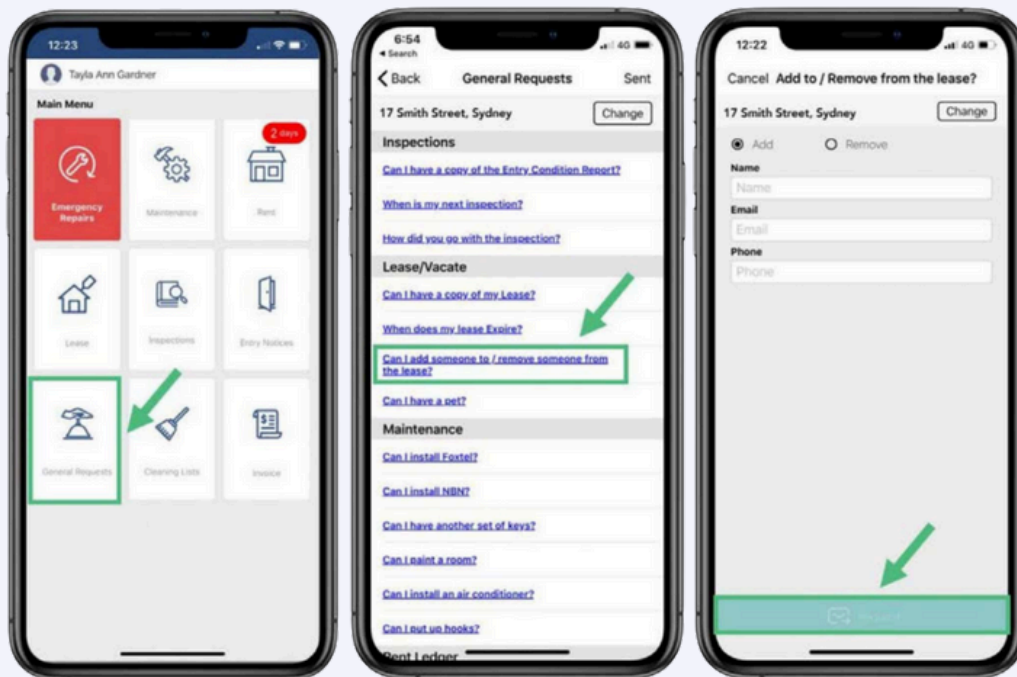 12:23
Tayla Ann Gardner
Main Menu
2 days
Emergency
Repairs
Maintenance
Rent
Lease
Inspections
Entry Notices
General Requests
Cleaning Lists
Invoice
6:54
4G
Search
Back
General Requests
Sent
17 Smith Street, Sydney
Change
Inspections
Can I have a copy of the Entry Condition Report?
When is my next inspection?
How did you go with the inspection?
Lease/Vacate
Can I have a copy of my Lease?
When does my lease Expire?
Can I add someone to / remove someone from
the lease?
Can I have a pet?
Maintenance
Can I install Foxtel?
Can I install NBN?
Can I have another set of keys?
Can I paint a room?
Can I install an air conditioner?
Can I put up hooks?
Rent Ledger
12:22
4G
Cancel
Add to / Remove from the lease?
17 Smith Street, Sydney
Change
Add
Remove
Name
Name
Email
Email
Phone
Phone